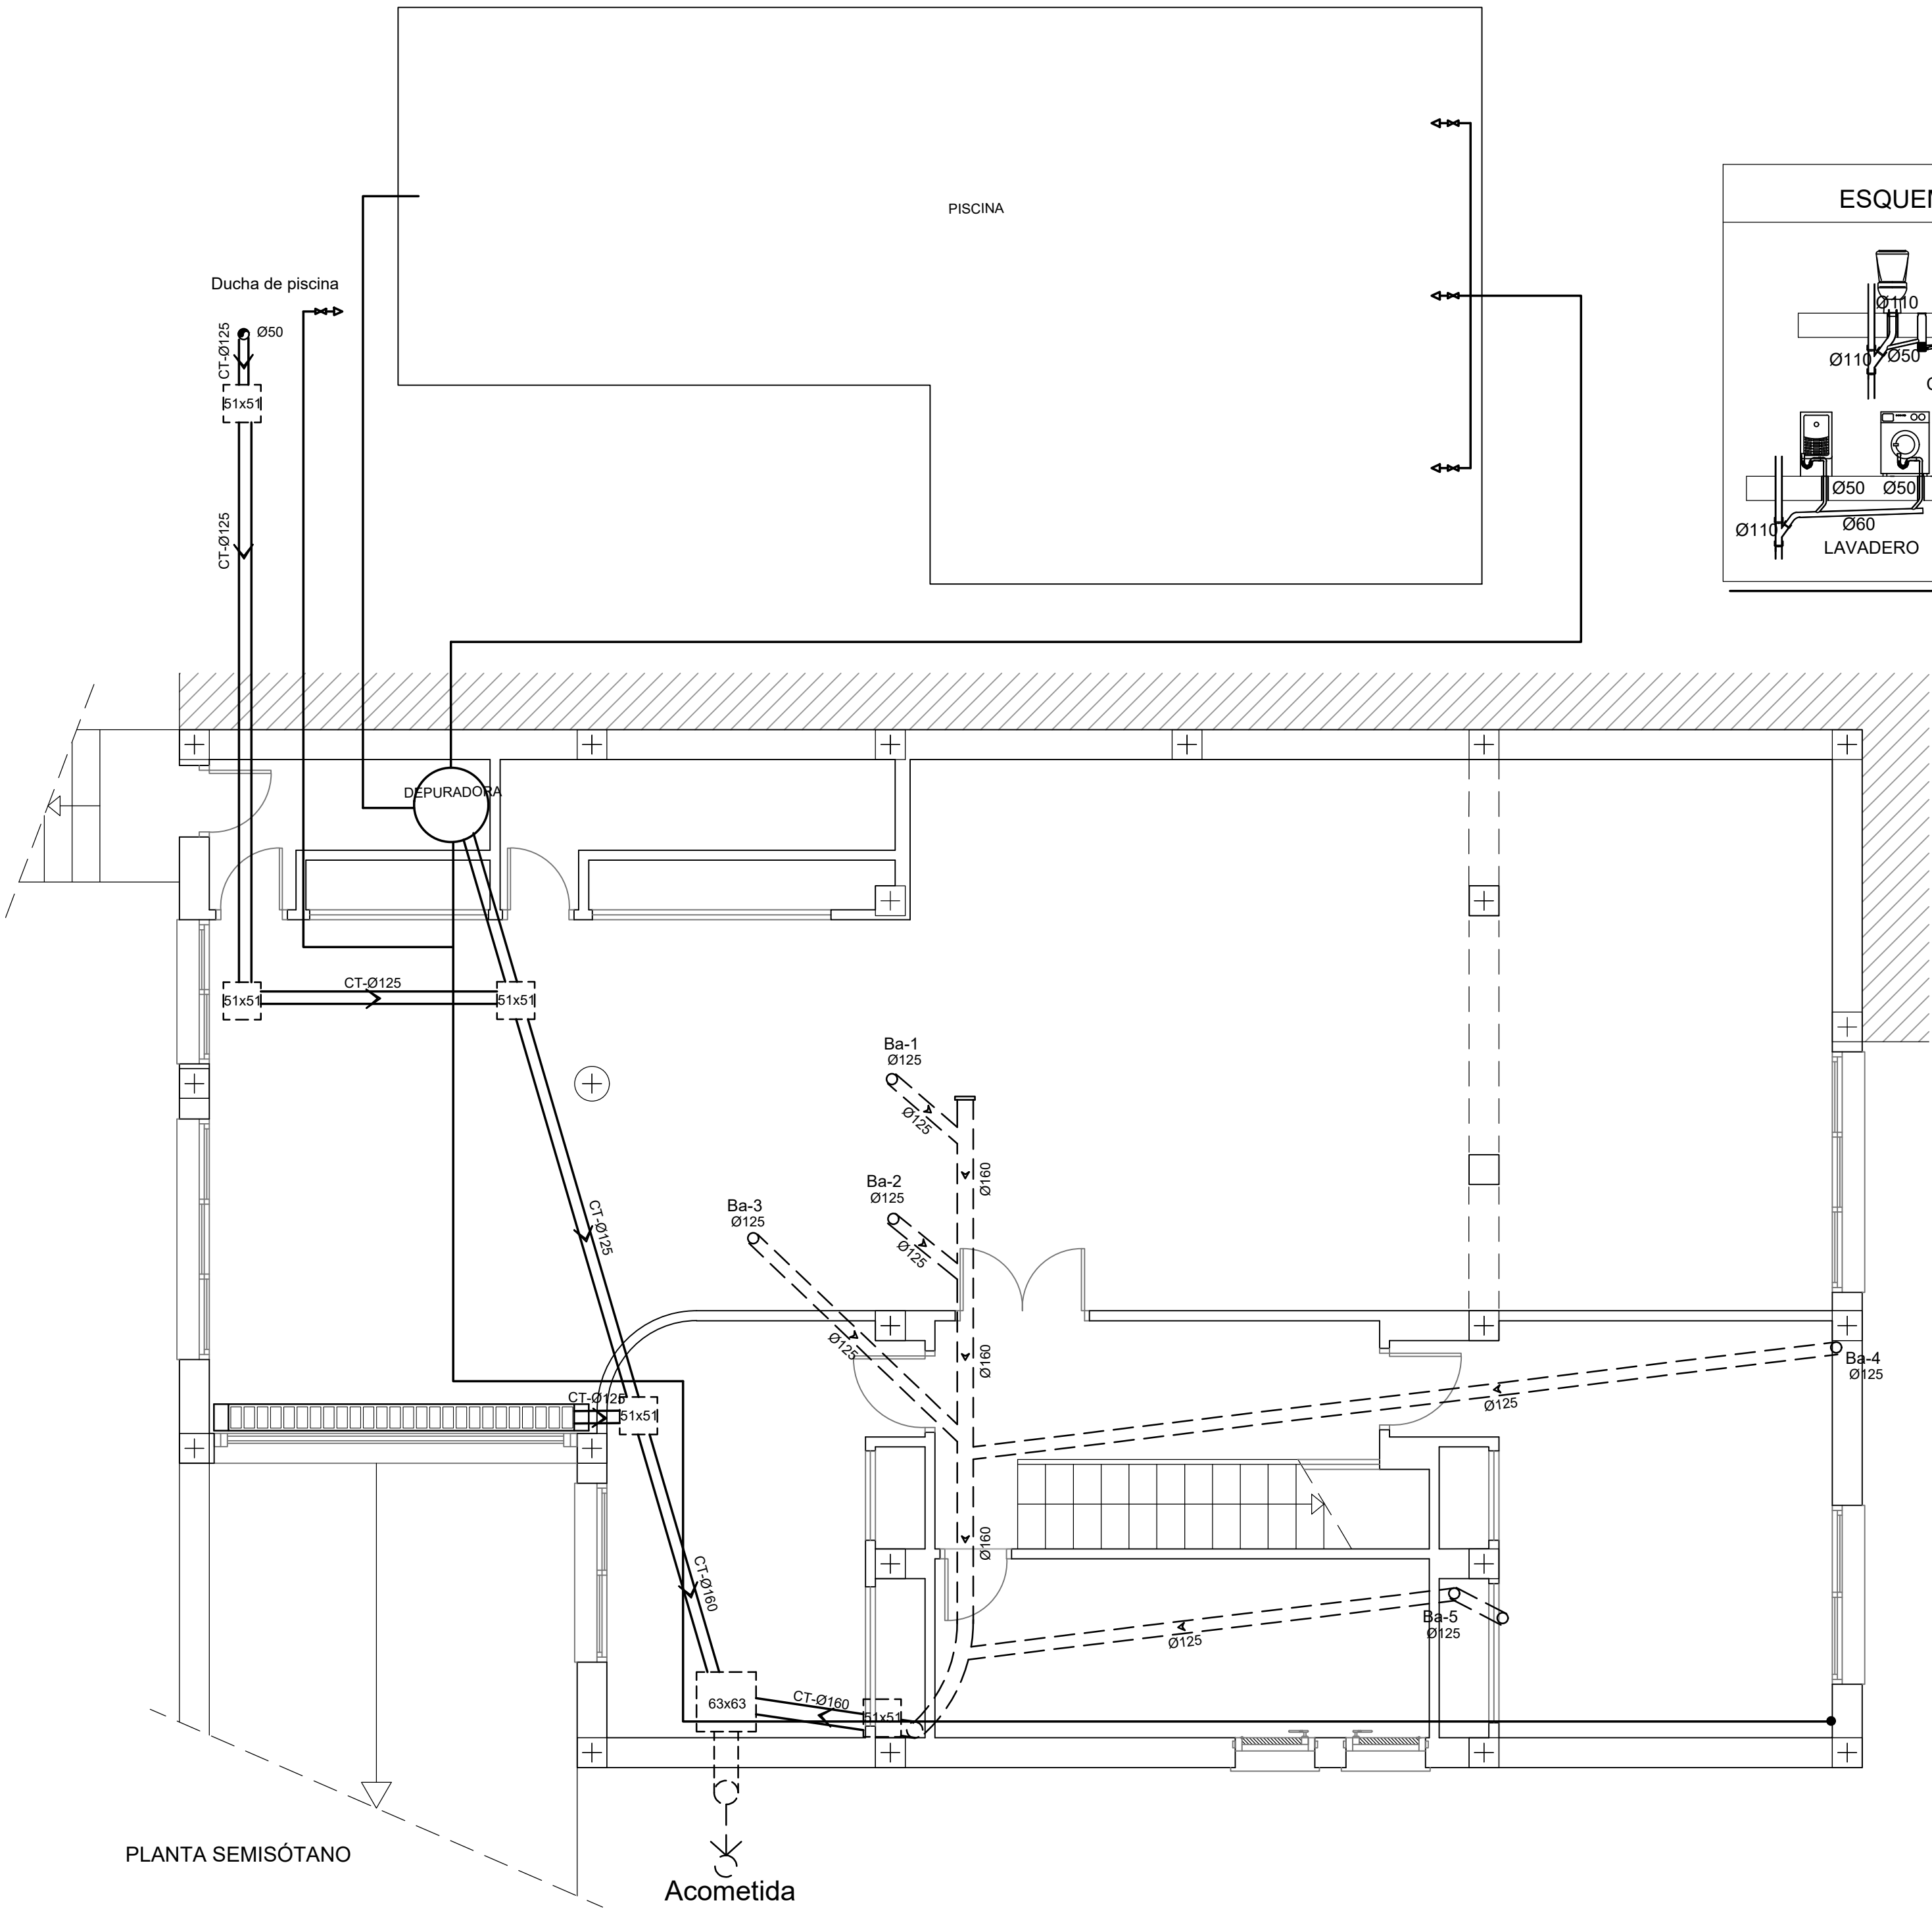 PISCINA
ESQUEM
Ø110
Ø110
Ø50
Ø50
Ø50
Ø60
Ø110
LAVADERO
Ducha de piscina
Ø50
CT-Ø125
51x51
CT-Ø125
DEPURADORA
51x51
CT-Ø125
51x51
Ba-1
Ø125
Ø125
Ø160
Ba-2
Ø125
Ø125
Ba-3
Ø125
Ø125
CT-Ø125
Ø160
Ba-4
Ø125
Ø125
CT-Ø125
51x51
Ø160
CT-Ø160
Ba-5
Ø125
Ø125
63x63
CT-Ø160
51x51
PLANTA SEMISÓTANO
Acometida